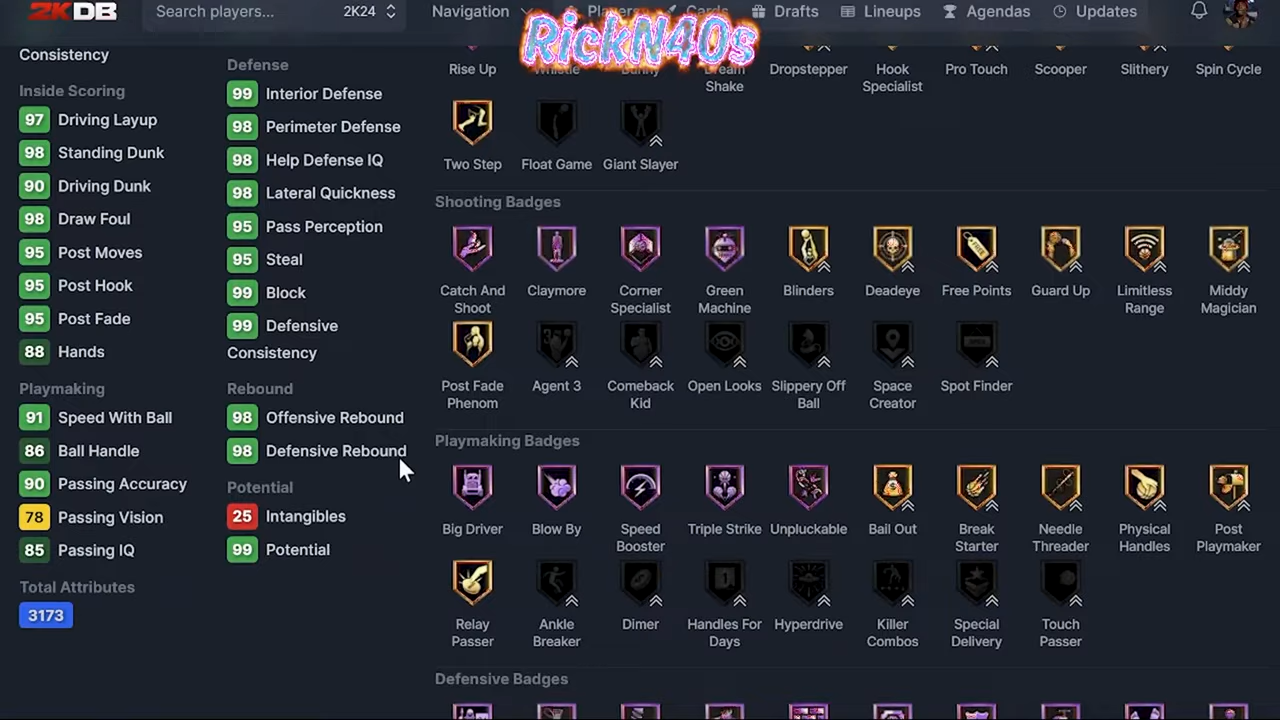 2KDB
Search players...
2K24
Navigation
Players
Cards
Drafts
Lineups
Agendas
Updates
RickN40s
Consistency
Inside Scoring
97 Driving Layup
98 Standing Dunk
90 Driving Dunk
98 Draw Foul
95 Post Moves
95 Post Hook
95 Post Fade
88 Hands
Playmaking
91 Speed With Ball
86 Ball Handle
90 Passing Accuracy
78 Passing Vision
85 Passing IQ
Total Attributes
3173
Defense
99 Interior Defense
98 Perimeter Defense
98 Help Defense IQ
98 Lateral Quickness
95 Pass Perception
95 Steal
99 Block
99 Defensive
Consistency
Rebound
98 Offensive Rebound
98 Defensive Rebound
Potential
25 Intangibles
99 Potential
Rise Up
Whistle
Bunny
Dream
Shake
Dropstepper
Hook
Specialist
Pro Touch
Scooper
Slithery
Spin Cycle
Two Step
Float Game
Giant Slayer
Shooting Badges
Catch And
Shoot
Claymore
Corner
Specialist
Green
Machine
Blinders
Deadeye
Free Points
Guard Up
Limitless
Range
Middy
Magician
Post Fade
Phenom
Agent 3
Comeback
Kid
Open Looks
Slippery Off
Ball
Space
Creator
Spot Finder
Playmaking Badges
Big Driver
Blow By
Speed
Booster
Triple Strike
Unpluckable
Bail Out
Break
Starter
Needle
Threader
Physical
Handles
Post
Playmaker
Relay
Passer
Ankle
Breaker
Dimer
Handles For
Days
Hyperdrive
Killer
Combos
Special
Delivery
Touch
Passer
Defensive Badges